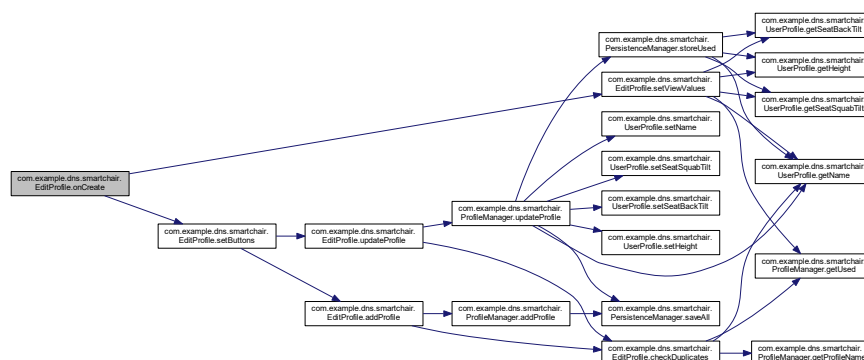 com.example.dns.smartchair.
EditProfile.onCreate
com.example.dns.smartchair.
EditProfile.setButtons
com.example.dns.smartchair.
EditProfile.updateProfile
com.example.dns.smartchair.
EditProfile.addProfile
com.example.dns.smartchair.
ProfileManager.updateProfile
com.example.dns.smartchair.
ProfileManager.addProfile
com.example.dns.smartchair.
PersistenceManager.storeUsed
com.example.dns.smartchair.
EditProfile.setViewValues
com.example.dns.smartchair.
UserProfile.setName
com.example.dns.smartchair.
UserProfile.setSeatSquabTilt
com.example.dns.smartchair.
UserProfile.setSeatBackTilt
com.example.dns.smartchair.
UserProfile.setHeight
com.example.dns.smartchair.
PersistenceManager.saveAll
com.example.dns.smartchair.
EditProfile.checkDuplicates
com.example.dns.smartchair.
UserProfile.getSeatBackTilt
com.example.dns.smartchair.
UserProfile.getHeight
com.example.dns.smartchair.
UserProfile.getSeatSquabTilt
com.example.dns.smartchair.
UserProfile.getName
com.example.dns.smartchair.
ProfileManager.getUsed
com.example.dns.smartchair.
ProfileManager.getProfileName